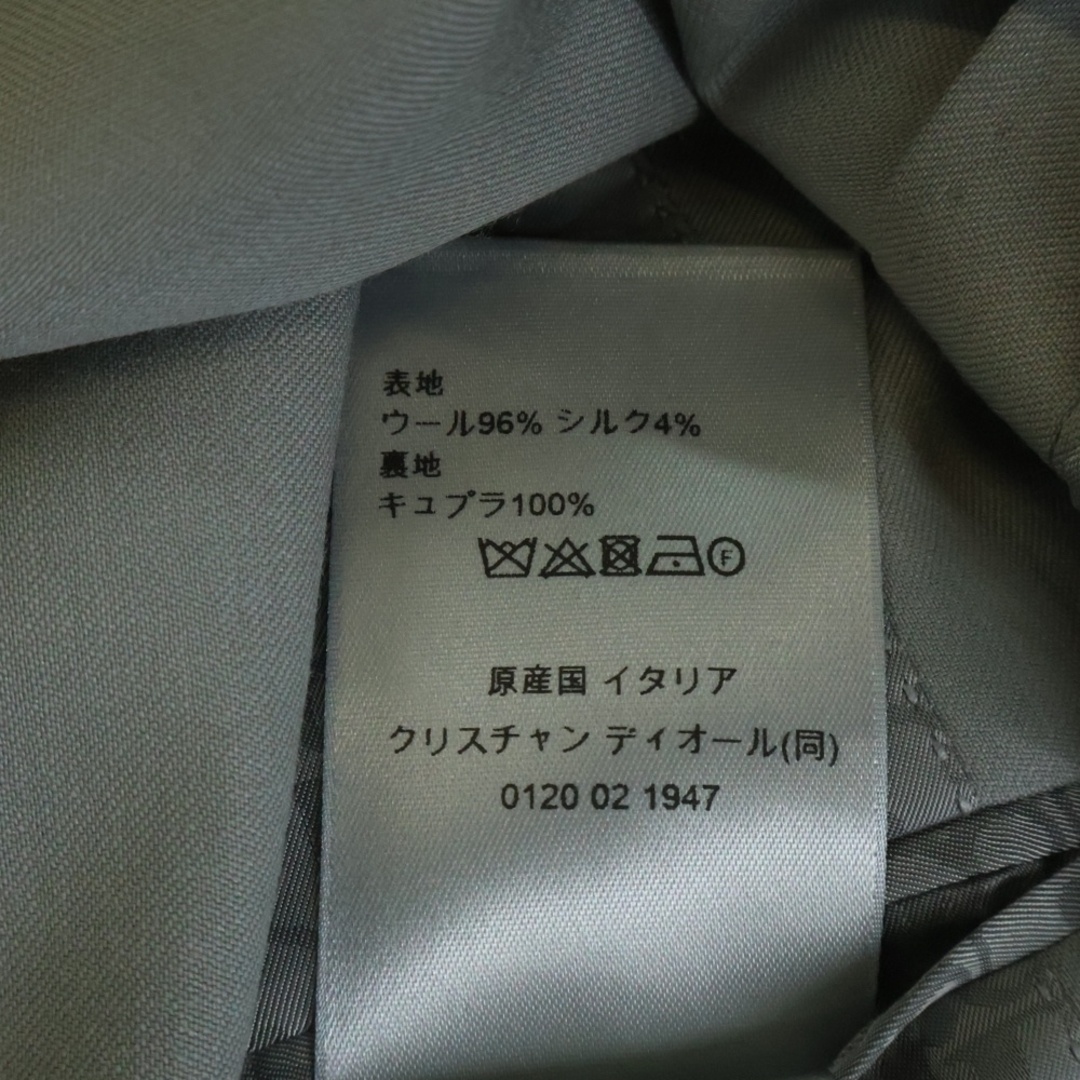 表地
ウール96% シルク4%
裏地
キュプラ100%
F
原産国 イタリア
クリスチャン ディオール(同)
0120 02 1947